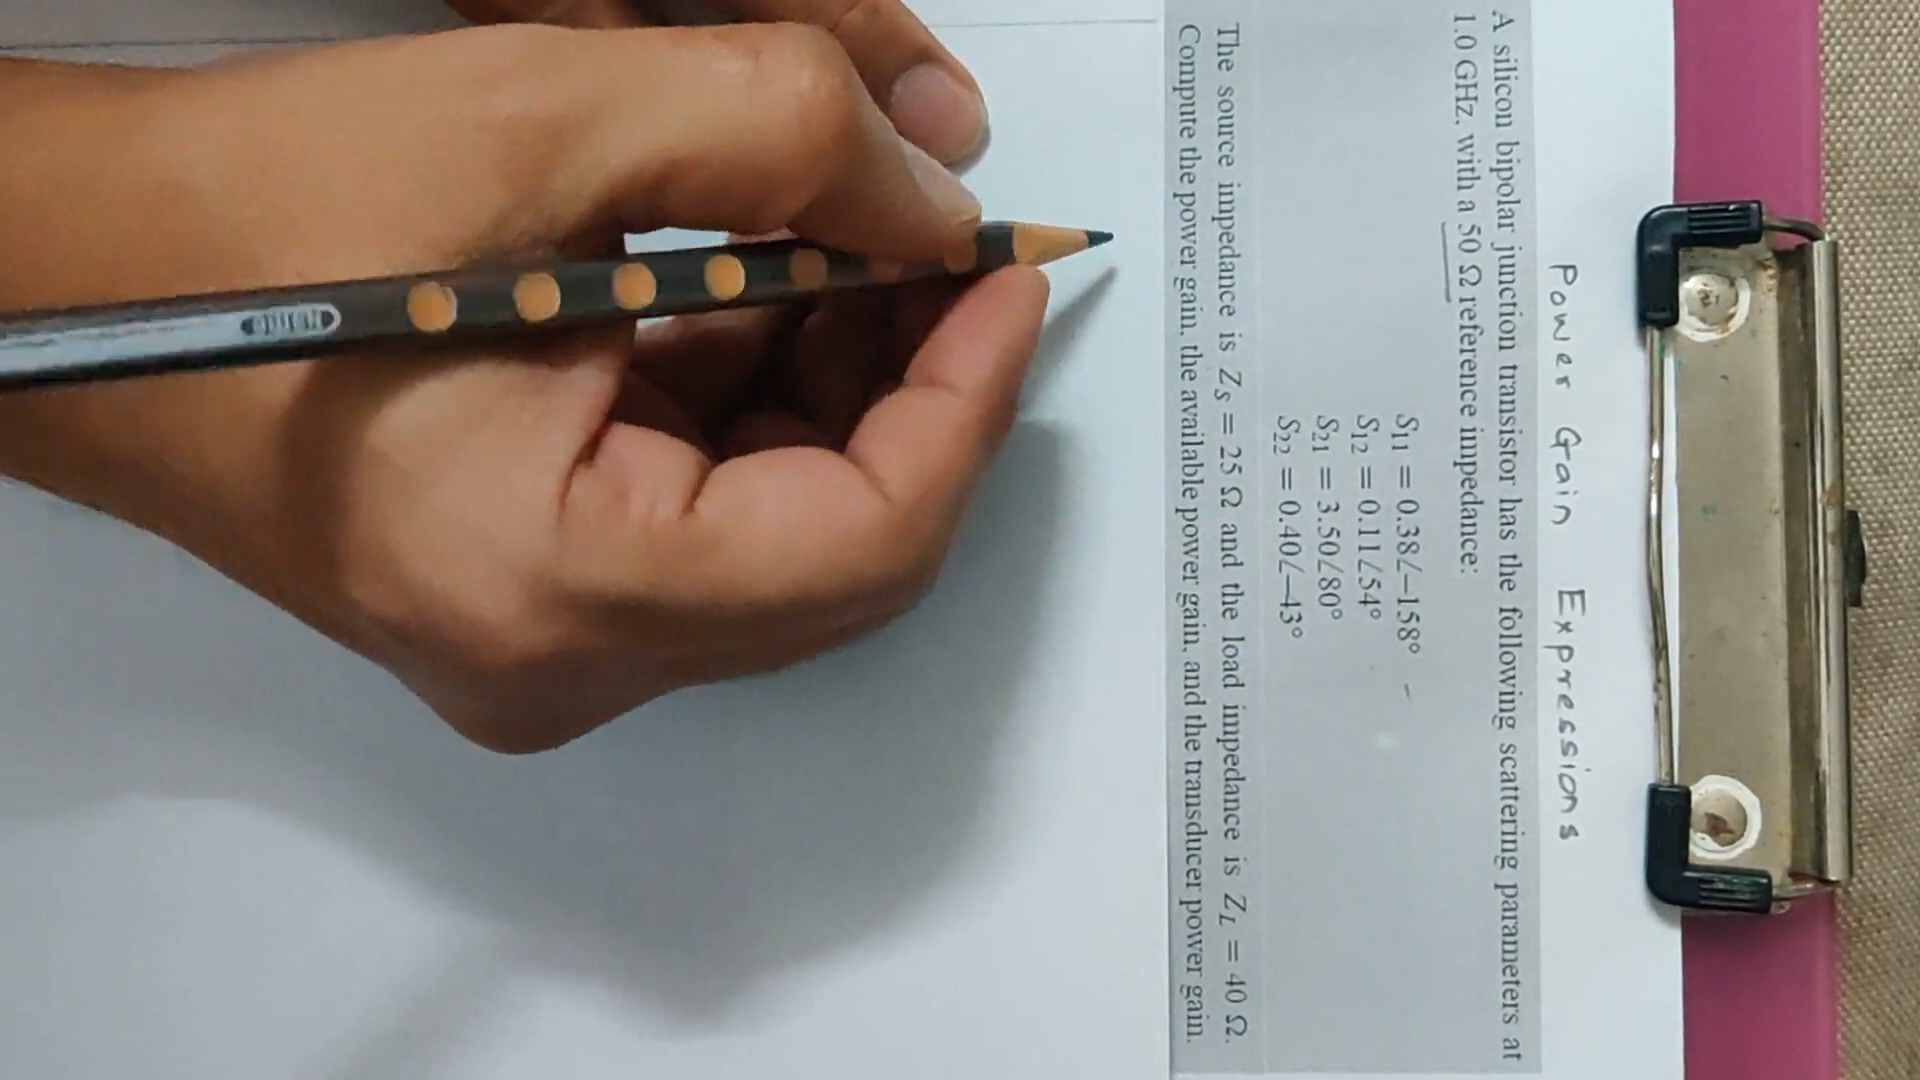 Power Gain Expressions
A silicon bipolar junction transistor has the following scattering parameters at
1.0 GHz, with a 50 Ω reference impedance:
S11 = 0.38∠−158°
S12 = 0.11∠54°
S21 = 3.50∠80°
S22 = 0.40∠−43°
The source impedance is ZS = 25 Ω and the load impedance is ZL = 40 Ω.
Compute the power gain, the available power gain, and the transducer power gain.